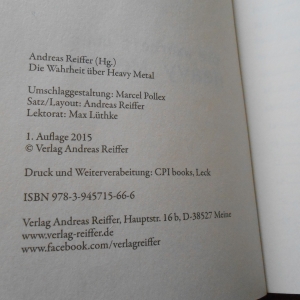 Andreas Reiffer (Hg.)
Die Wahrheit über Heavy Metal
Umschlaggestaltung: Marcel Pollex
Satz/Layout: Andreas Reiffer
Lektorat: Max Lüthke
1. Auflage 2015
© Verlag Andreas Reiffer
Druck und Weiterverabeitung: CPI books, Leck
ISBN 978-3-945715-66-6
Verlag Andreas Reiffer, Hauptstr. 16 b, D-38527 Meine
www.verlag-reiffer.de
www.facebook.com/verlagreiffer